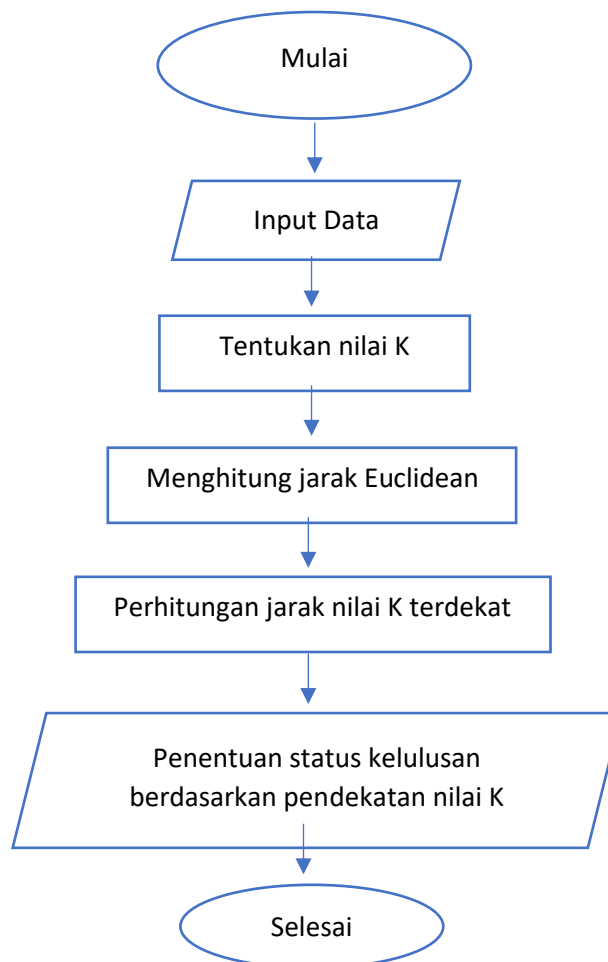 Mulai
Input Data
Tentukan nilai K
Menghitung jarak Euclidean
Perhitungan jarak nilai K terdekat
Penentuan status kelulusan
berdasarkan pendekatan nilai K
Selesai